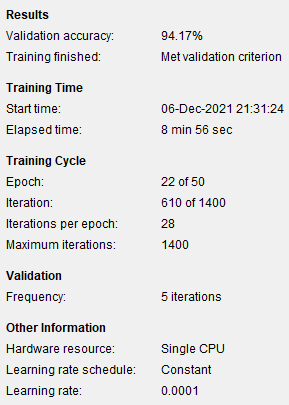 Results
Validation accuracy: 94.17%
Training finished: Met validation criterion
Training Time
Start time: 06-Dec-2021 21:31:24
Elapsed time: 8 min 56 sec
Training Cycle
Epoch: 22 of 50
Iteration: 610 of 1400
Iterations per epoch: 28
Maximum iterations: 1400
Validation
Frequency: 5 iterations
Other Information
Hardware resource: Single CPU
Learning rate schedule: Constant
Learning rate: 0.0001